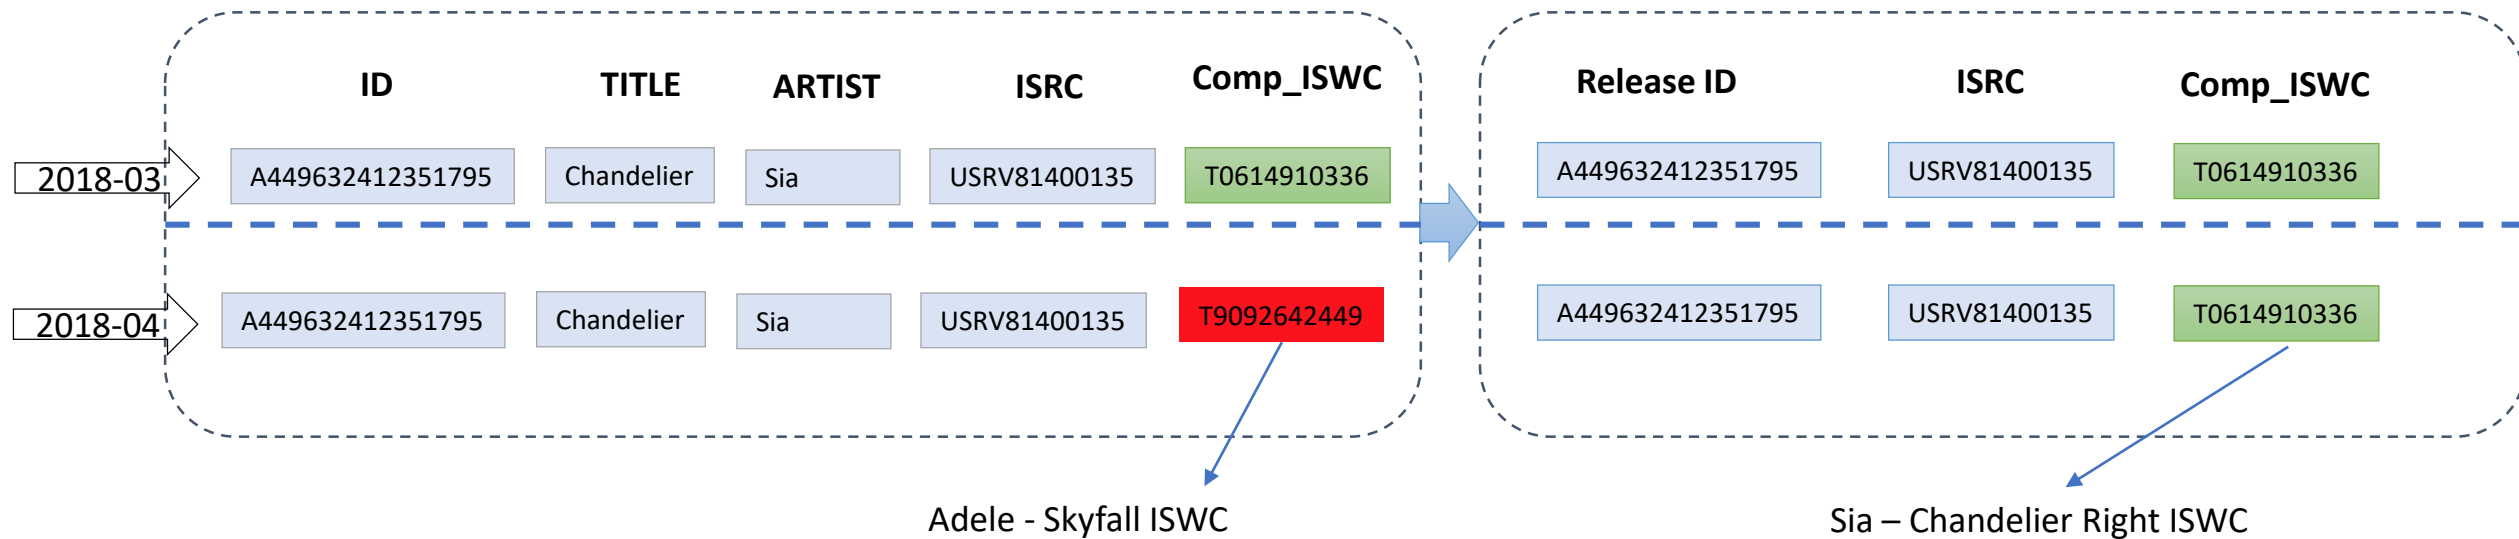 ID TITLE ARTIST ISRC Comp_ISWC Release ID ISRC Comp_ISWC
2018-03 A449632412351795 Chandelier Sia USRV81400135 T0614910336 A449632412351795 USRV81400135 T0614910336
2018-04 A449632412351795 Chandelier Sia USRV81400135 T9092642449 A449632412351795 USRV81400135 T0614910336
Adele - Skyfall ISWC Sia – Chandelier Right ISWC